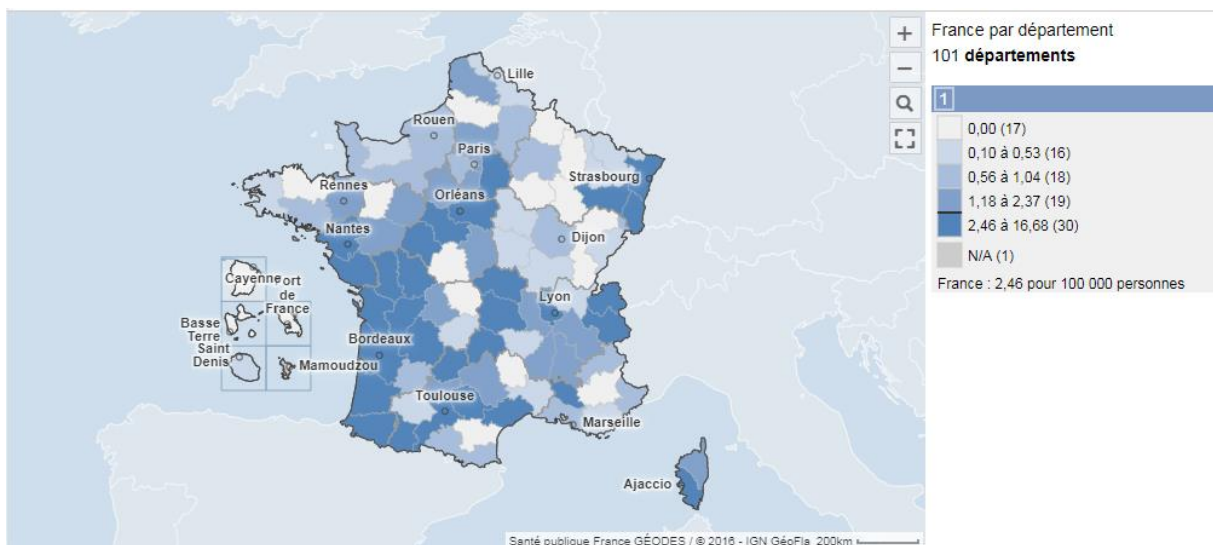 France par département
101 départements
1
0,00 (17)
0,10 à 0,53 (16)
0,56 à 1,04 (18)
1,18 à 2,37 (19)
2,46 à 16,68 (30)
N/A (1)
France : 2,46 pour 100 000 personnes
Lille
Rouen
Paris
Strasbourg
Rennes
Orléans
Nantes
Dijon
Cayenne
ort
de
France
Lyon
Basse
Terre
Saint
Denis
Bordeaux
Mamoudzou
Toulouse
Marseille
Ajaccio
Santé publique France GÉODES / © 2016 - IGN GéoFla 200km